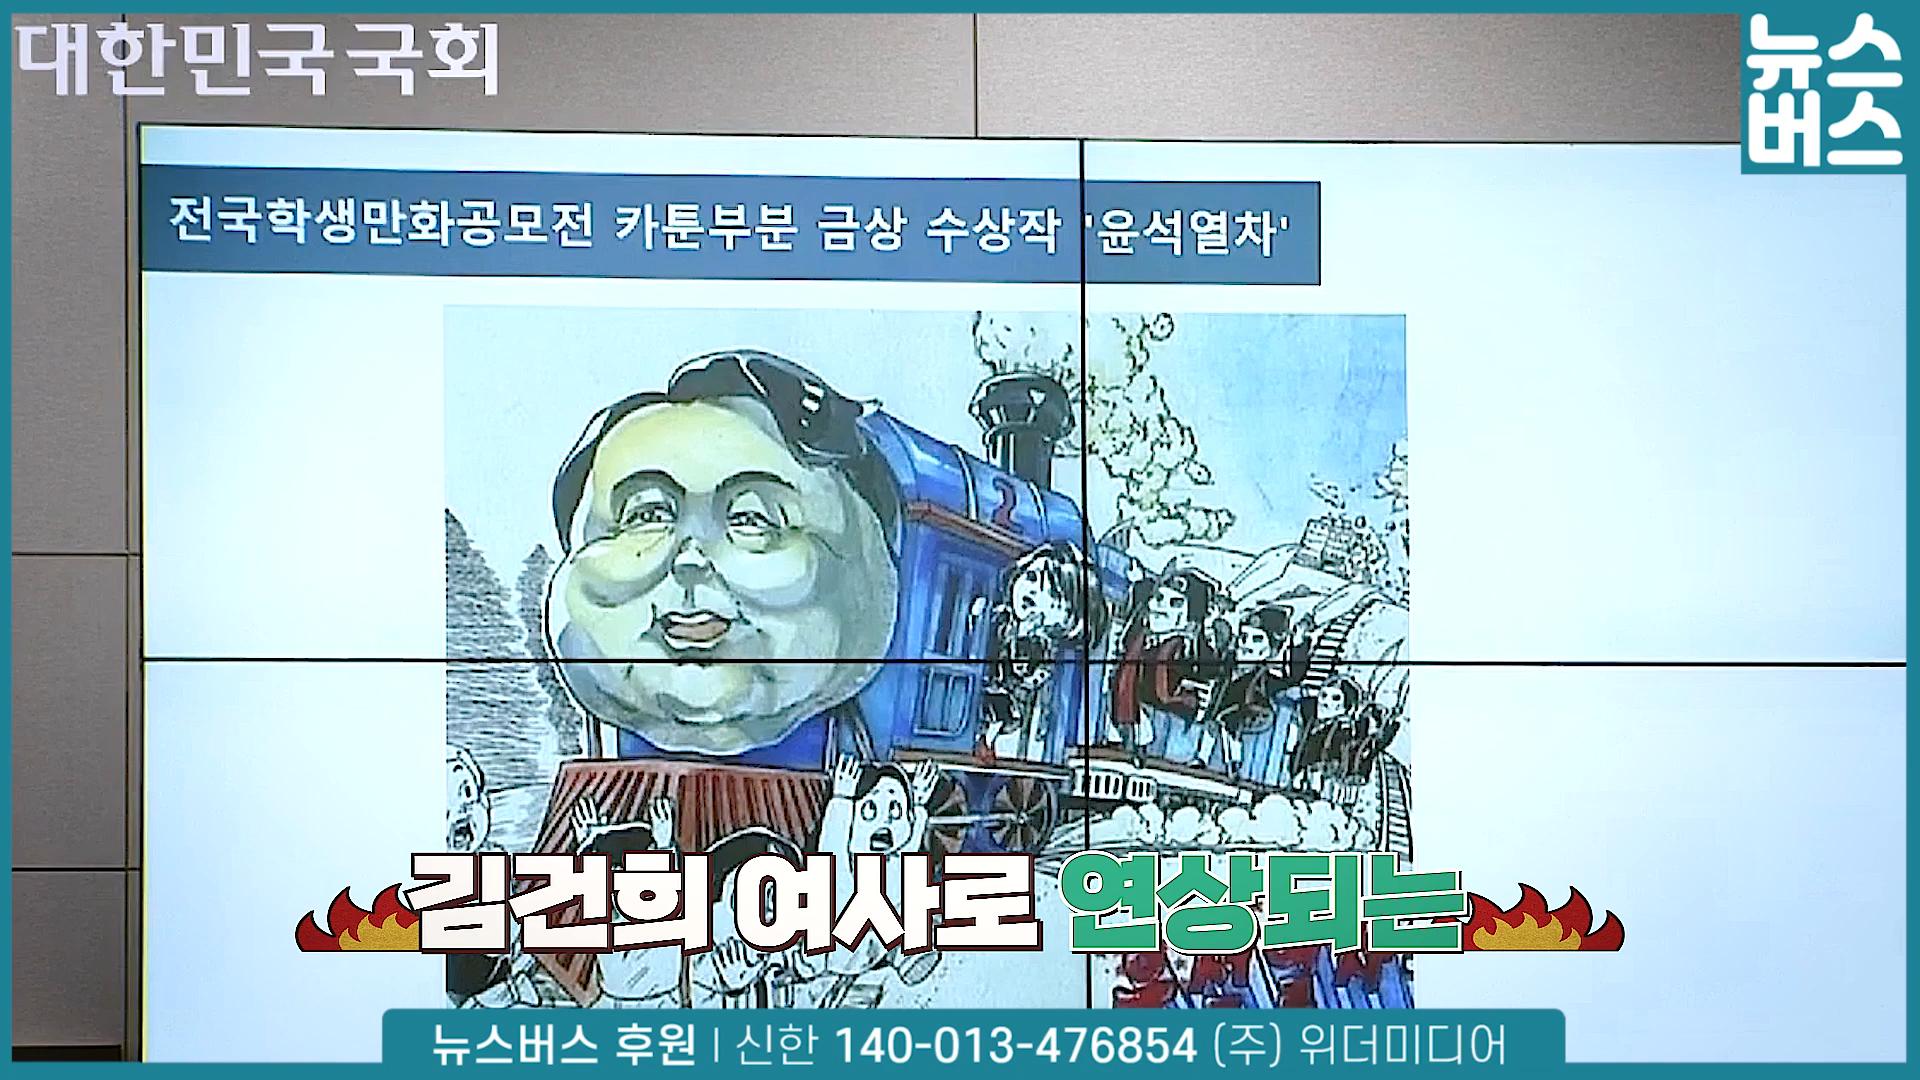 대한민국국회
뉴스
버스
전국학생만화공모전 카툰부분 금상 수상작 '윤석열차'
2
김건희 여사로 연상되는
뉴스버스 후원 | 신한 140-013-476854 (주) 위더미디어